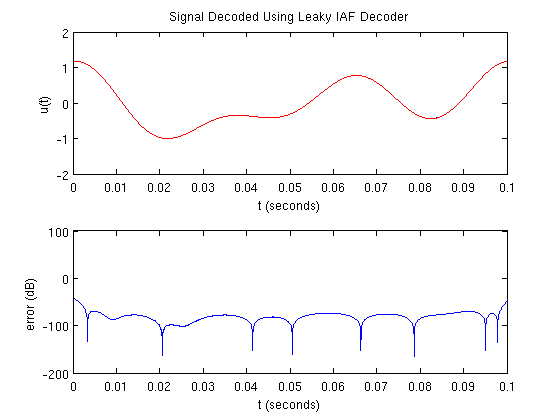 Signal Decoded Using Leaky IAF Decoder
2
1
0
-1
-2
u(t)
0 0.01 0.02 0.03 0.04 0.05 0.06 0.07 0.08 0.09 0.1
t (seconds)
100
0
-100
-200
error (dB)
0 0.01 0.02 0.03 0.04 0.05 0.06 0.07 0.08 0.09 0.1
t (seconds)